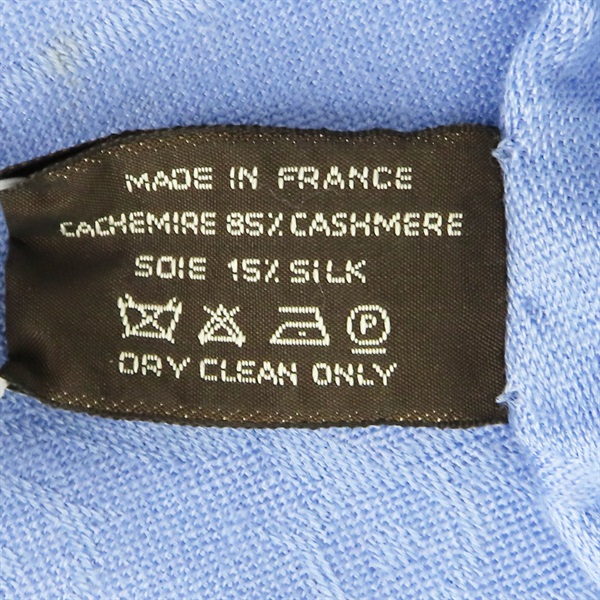 MADE IN FRANCE
CACHEMIRE 85% CASHMERE
SOIE 15% SILK
P
DRY CLEAN ONLY